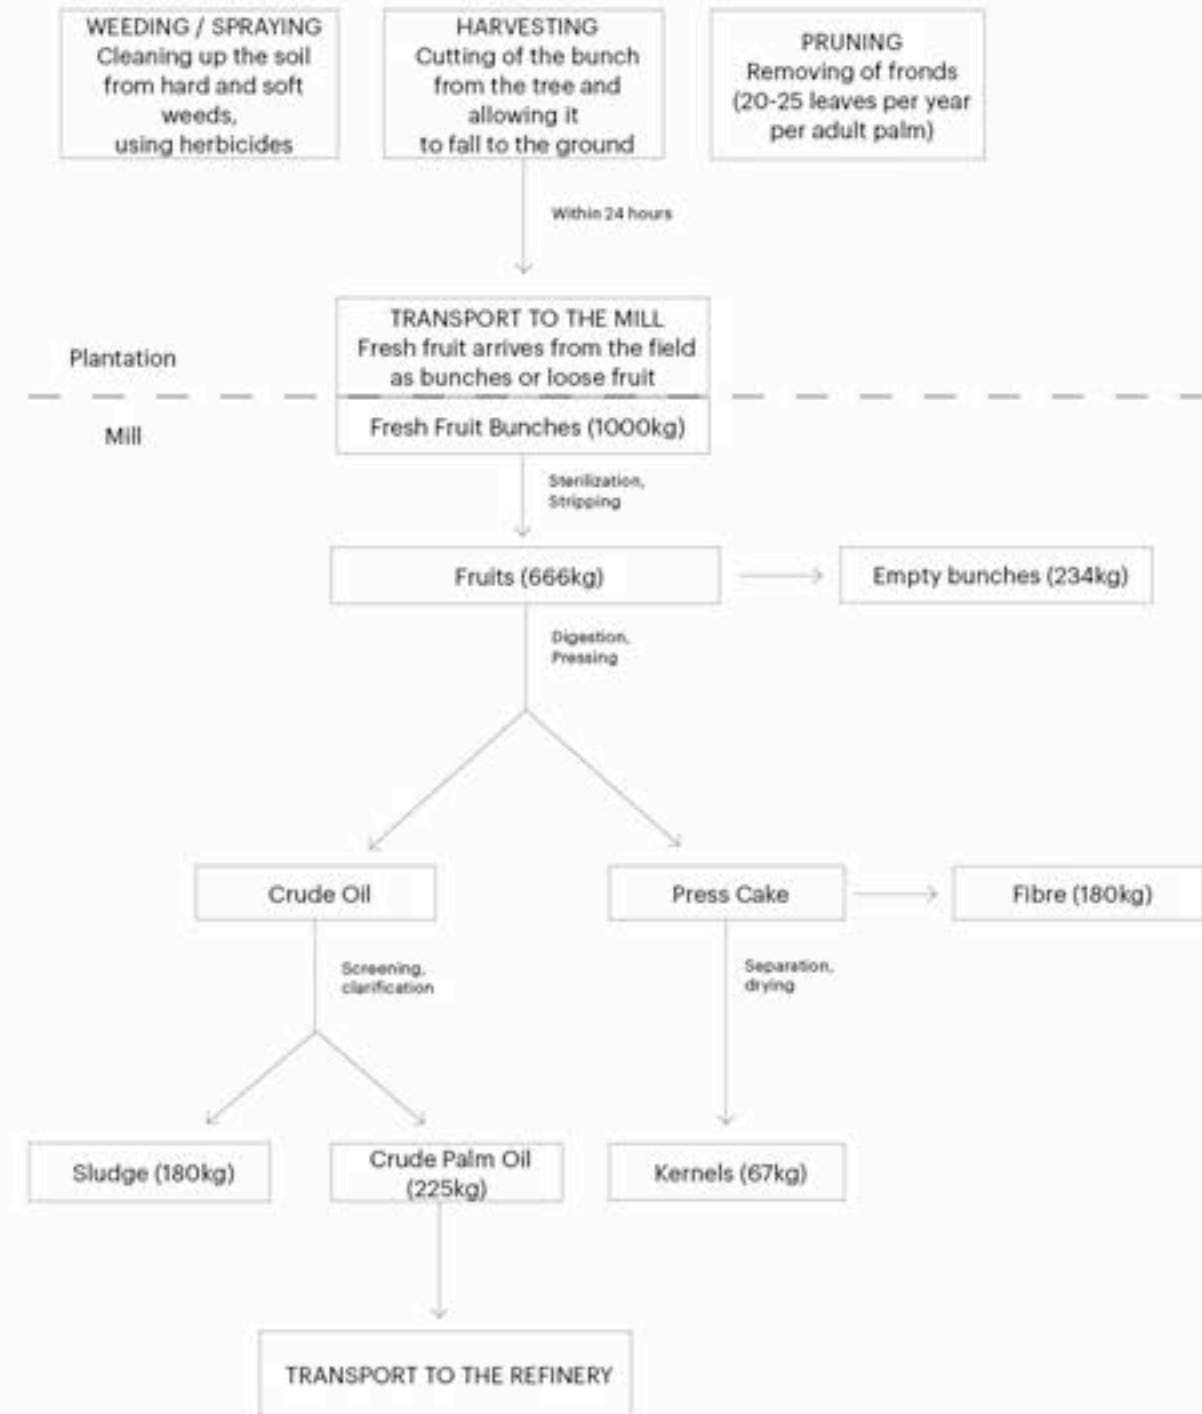 WEEDING / SPRAYING
Cleaning up the soil
from hard and soft
weeds,
using herbicides
HARVESTING
Cutting of the bunch
from the tree and
allowing it
to fall to the ground
PRUNING
Removing of fronds
(20-25 leaves per year
per adult palm)
Within 24 hours
TRANSPORT TO THE MILL
Fresh fruit arrives from the field
as bunches or loose fruit
Plantation
Mill
Fresh Fruit Bunches (1000kg)
Sterilization,
Stripping
Fruits (666kg)
Empty bunches (234kg)
Digestion,
Pressing
Crude Oil
Press Cake
Fibre (180kg)
Screening,
clarification
Separation,
drying
Sludge (180kg)
Crude Palm Oil
(225kg)
Kernels (67kg)
TRANSPORT TO THE REFINERY